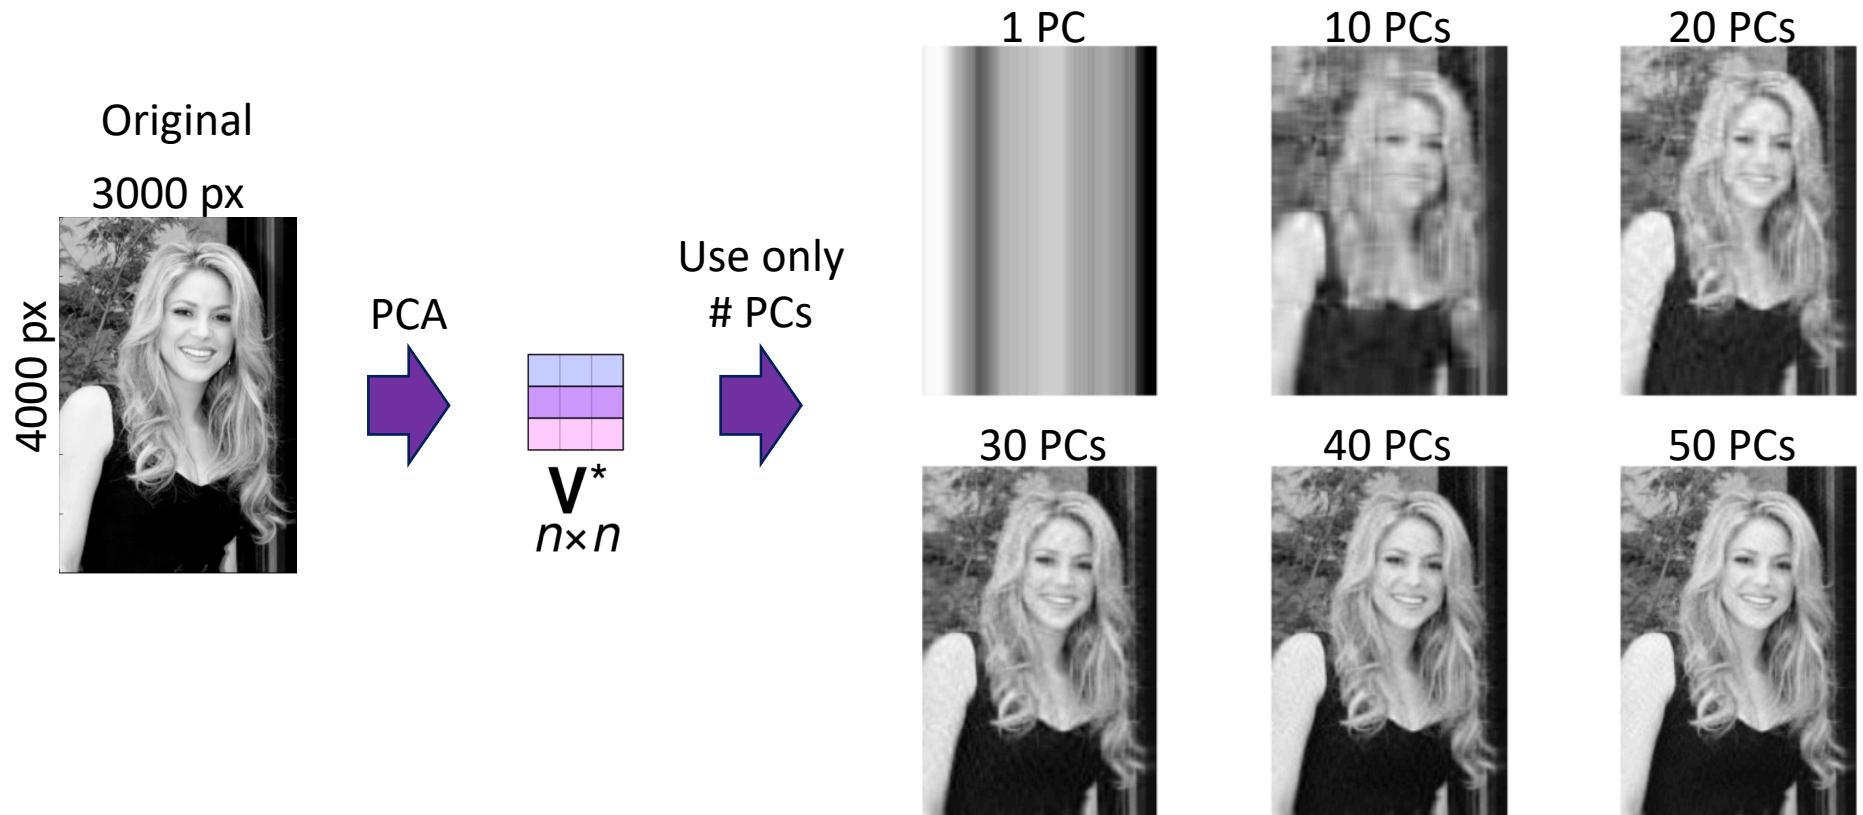 Original
3000 px
4000 px
PCA
V*
n×n
Use only
# PCs
1 PC
10 PCs
20 PCs
30 PCs
40 PCs
50 PCs